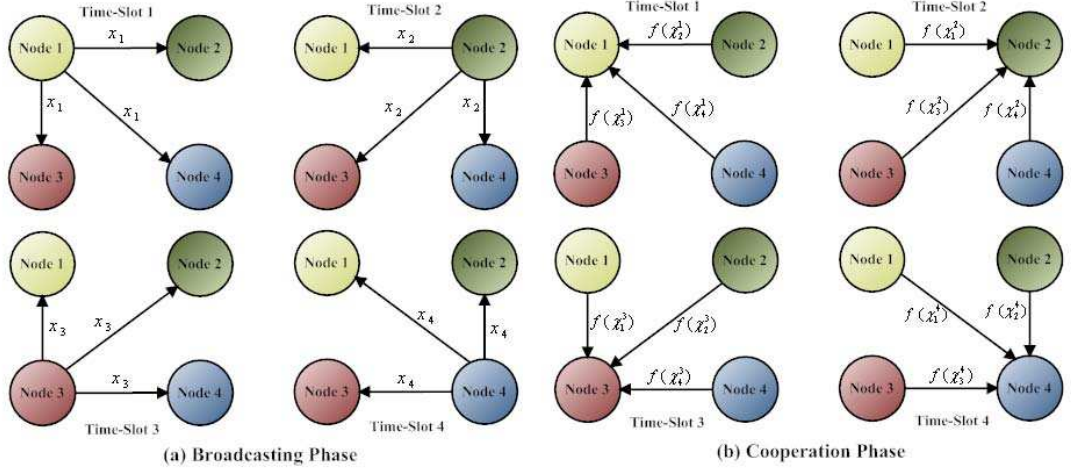 Time-Slot 1
Node 1
x₁
Node 2
x₁
x₁
Node 3
Node 4
Time-Slot 2
Node 1
x₂
Node 2
x₂
x₂
Node 3
Node 4
Node 1
Node 2
x₃
x₃
Node 3
x₃
Node 4
Time-Slot 3
Node 1
Node 2
x₄
x₄
Node 3
x₄
Node 4
Time-Slot 4
(a) Broadcasting Phase
Time-Slot 1
Node 1
f(χ₂¹)
Node 2
f(χ₃¹)
f(χ₄¹)
Node 3
Node 4
Time-Slot 2
Node 1
f(χ₁²)
Node 2
f(χ₃²)
f(χ₄²)
Node 3
Node 4
Node 1
Node 2
f(χ₁³)
f(χ₂³)
Node 3
f(χ₄³)
Node 4
Time-Slot 3
Node 1
Node 2
f(χ₁⁴)
f(χ₂⁴)
Node 3
f(χ₃⁴)
Node 4
Time-Slot 4
(b) Cooperation Phase